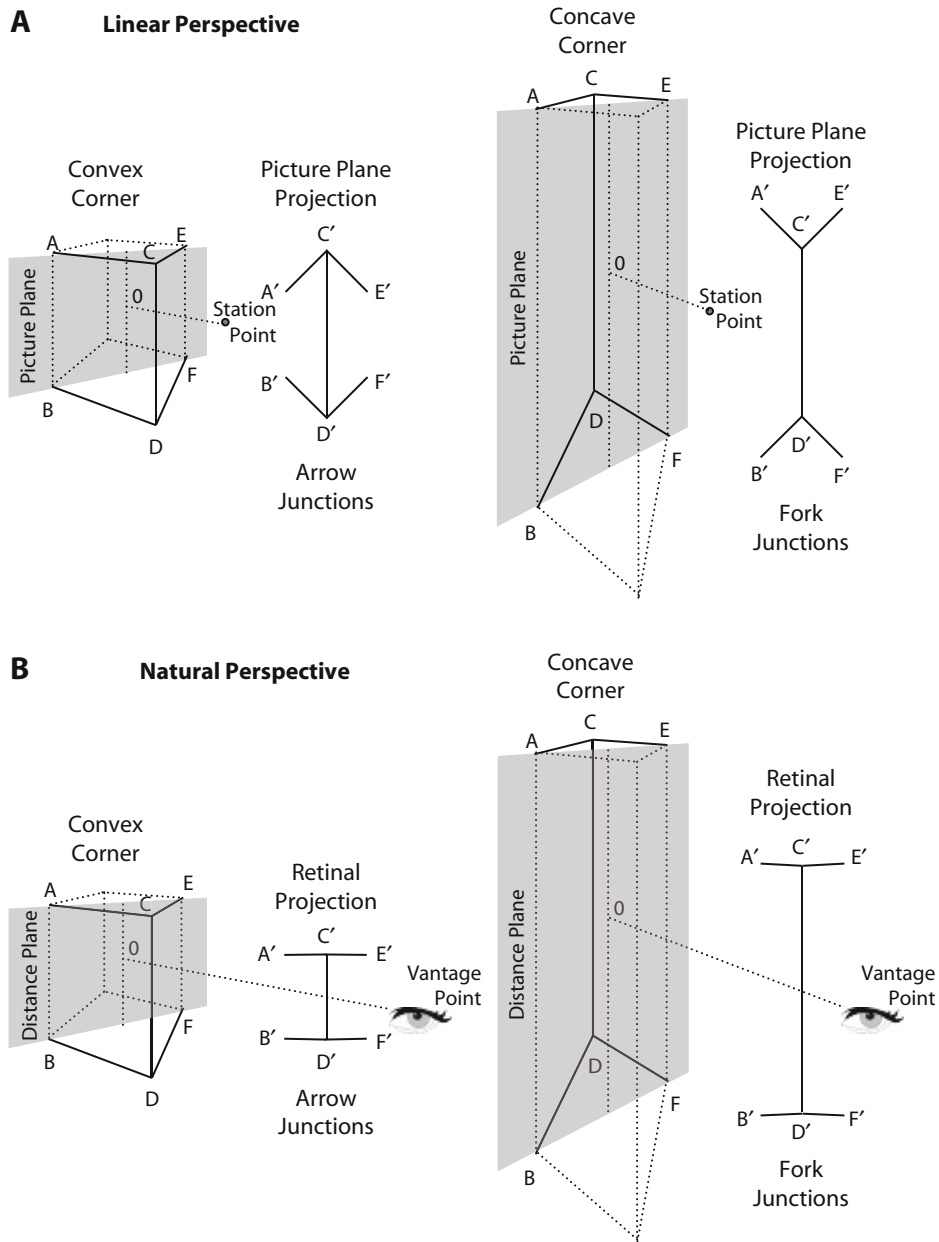 A Linear Perspective
Convex
Corner
A
C
E
0
Station
Point
Picture Plane
B
D
F
Picture Plane
Projection
C′
A′
E′
B′
F′
D′
Arrow
Junctions
Concave
Corner
C
A
E
0
Station
Point
Picture Plane
D
F
B
Picture Plane
Projection
A′
E′
C′
D′
B′
F′
Fork
Junctions
B Natural Perspective
Convex
Corner
A
C
E
0
Distance Plane
B
D
F
Retinal
Projection
C′
A′
E′
B′
F′
D′
Arrow
Junctions
Vantage
Point
Concave
Corner
C
A
E
0
Distance Plane
D
F
B
Retinal
Projection
C′
A′
E′
B′
F′
D′
Fork
Junctions
Vantage
Point